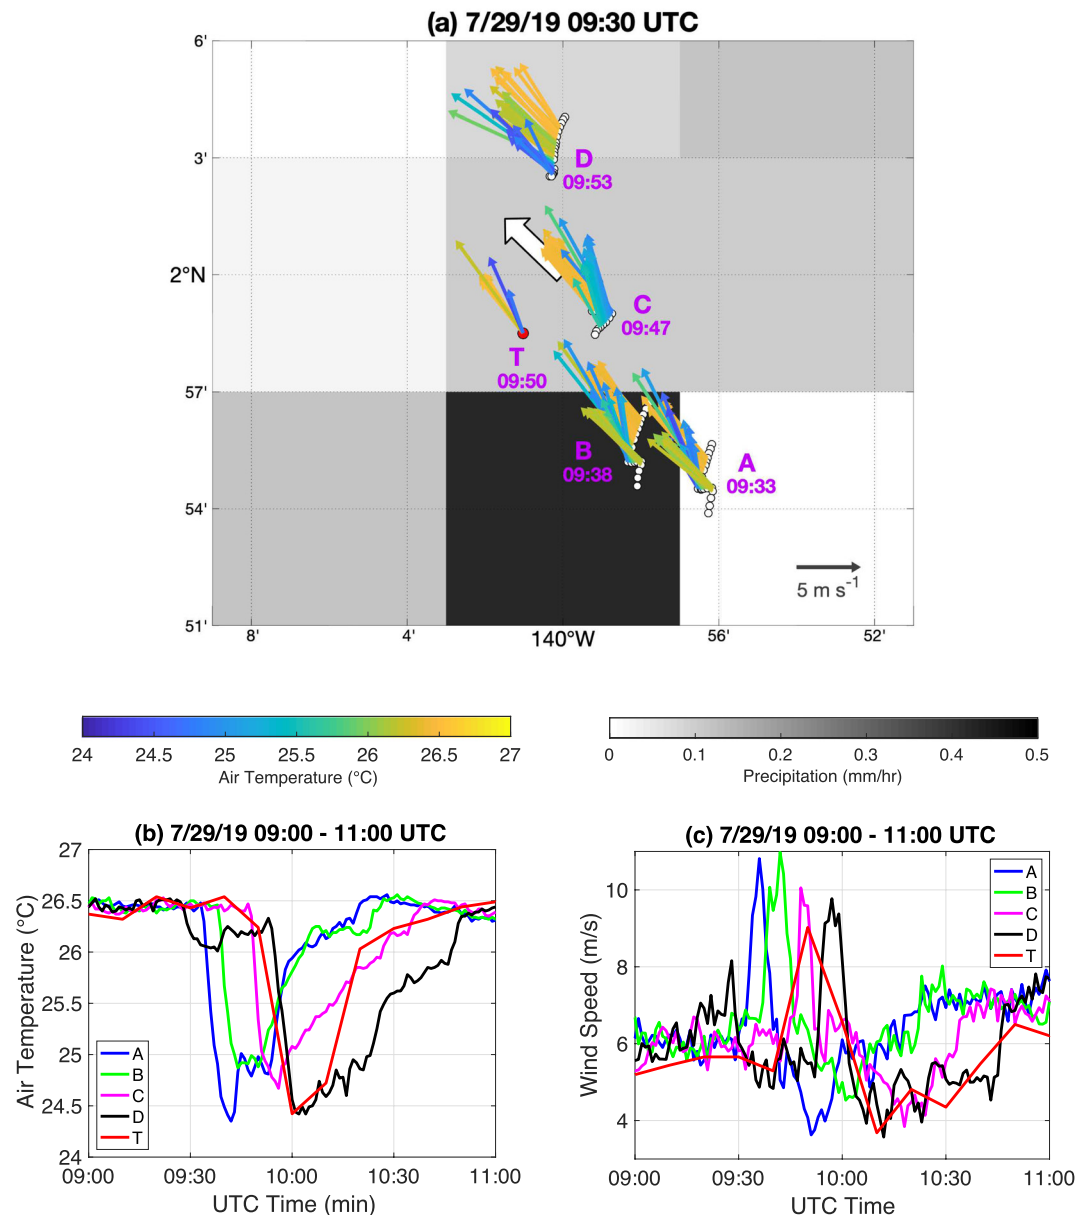 (a) 7/29/19 09:30 UTC
6'
3'
2°N
57'
54'
51'
8'
4'
140°W
56'
52'
D
09:53
C
09:47
T
09:50
B
09:38
A
09:33
5 m s-1
24 24.5 25 25.5 26 26.5 27
Air Temperature (°C)
0 0.1 0.2 0.3 0.4 0.5
Precipitation (mm/hr)
(b) 7/29/19 09:00 - 11:00 UTC
Air Temperature (°C)
27
26.5
26
25.5
25
24.5
24
A
B
C
D
T
09:00 09:30 10:00 10:30 11:00
UTC Time (min)
(c) 7/29/19 09:00 - 11:00 UTC
Wind Speed (m/s)
10
8
6
4
A
B
C
D
T
09:00 09:30 10:00 10:30 11:00
UTC Time